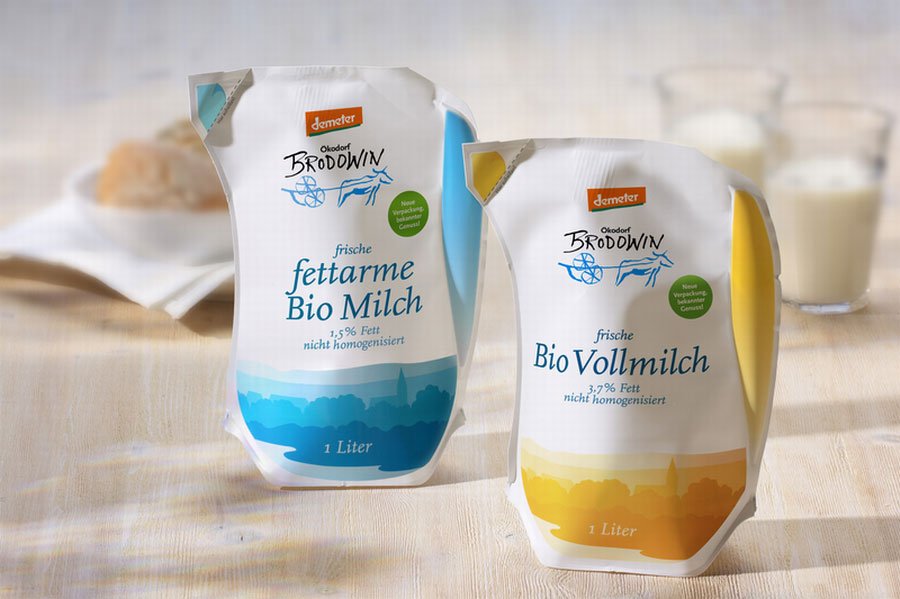 demeter
Ökodorf
BRODOWIN
Neue
Verpackung,
bekannter
Genuss!
frische
fettarme
Bio Milch
1,5% Fett
nicht homogenisiert
1 Liter
demeter
Ökodorf
BRODOWIN
Neue
Verpackung,
bekannter
Genuss!
frische
Bio Vollmilch
3,7% Fett
nicht homogenisiert
1 Liter